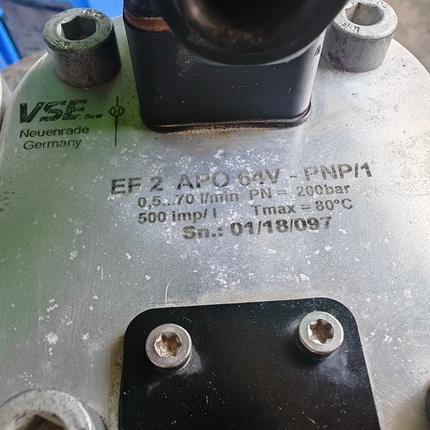 VSE flow
Neuenrade
Germany
EF 2 APO 64V - PNP/1
0,5...70 l/min PN = 200bar
500 imp/l Tmax = 80°C
Sn.: 01/18/097